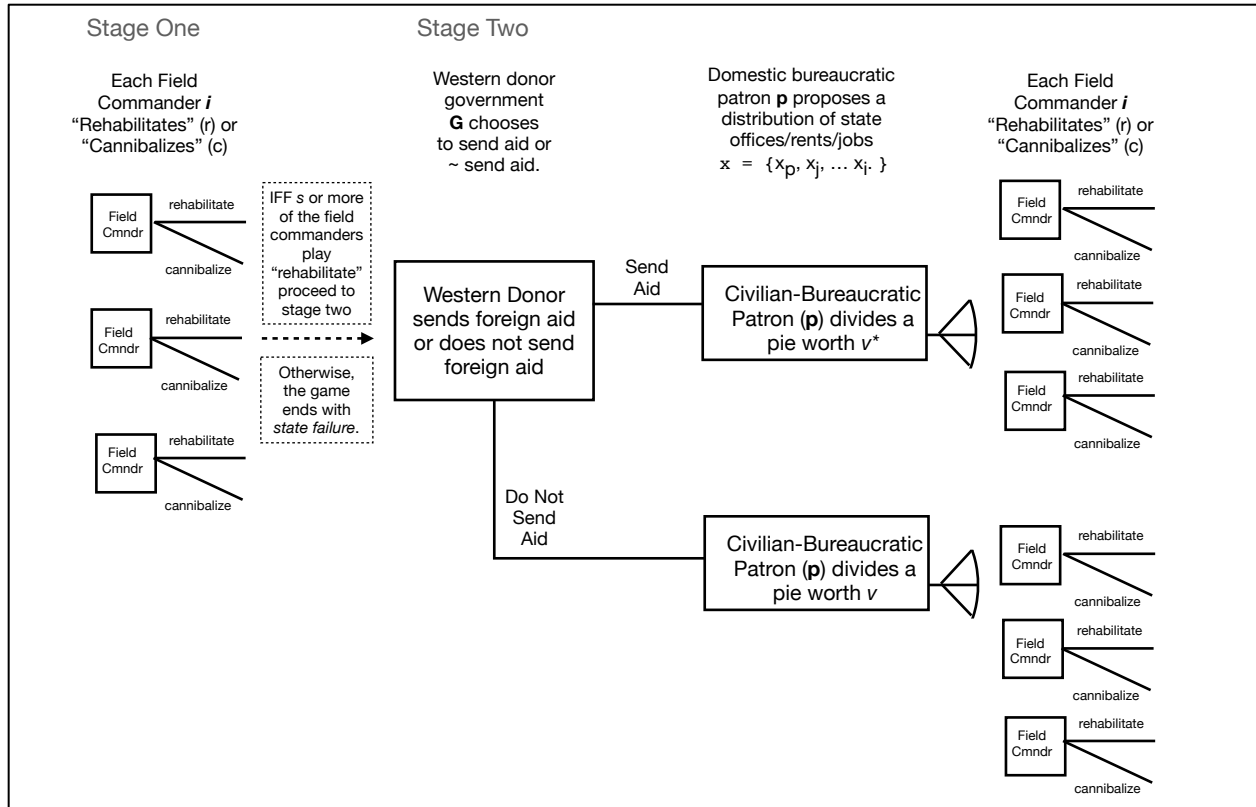 Stage One
Stage Two
Each Field
Commander i
“Rehabilitates” (r) or
“Cannibalizes” (c)
Western donor
government
G chooses
to send aid or
~ send aid.
Domestic bureaucratic
patron p proposes a
distribution of state
offices/rents/jobs
x = {xp, xj, … xi. }
Each Field
Commander i
“Rehabilitates” (r) or
“Cannibalizes” (c)
Field
Cmndr
rehabilitate
cannibalize
Field
Cmndr
rehabilitate
cannibalize
Field
Cmndr
rehabilitate
cannibalize
IFF s or more
of the field
commanders
play
“rehabilitate”
proceed to
stage two
Otherwise,
the game
ends with
state failure.
Western Donor
sends foreign aid
or does not send
foreign aid
Send
Aid
Civilian-Bureaucratic
Patron (p) divides a
pie worth v*
Field
Cmndr
rehabilitate
cannibalize
Field
Cmndr
rehabilitate
cannibalize
Field
Cmndr
rehabilitate
cannibalize
Do Not
Send
Aid
Civilian-Bureaucratic
Patron (p) divides a
pie worth v
Field
Cmndr
rehabilitate
cannibalize
Field
Cmndr
rehabilitate
cannibalize
Field
Cmndr
rehabilitate
cannibalize